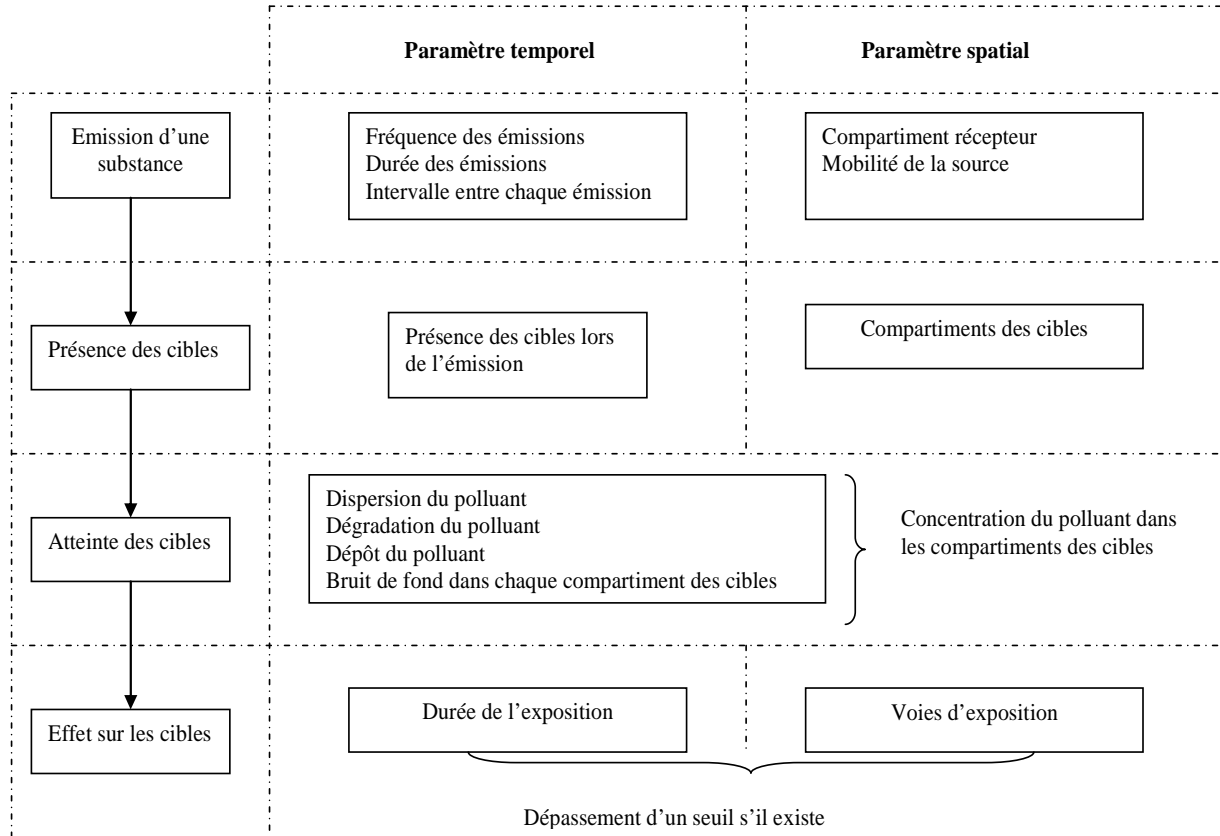 Paramètre temporel
Paramètre spatial
Emission d’une
substance
Fréquence des émissions
Durée des émissions
Intervalle entre chaque émission
Compartiment récepteur
Mobilité de la source
Présence des cibles
Présence des cibles lors
de l’émission
Compartiments des cibles
Atteinte des cibles
Dispersion du polluant
Dégradation du polluant
Dépôt du polluant
Bruit de fond dans chaque compartiment des cibles
Concentration du polluant dans
les compartiments des cibles
Effet sur les cibles
Durée de l’exposition
Voies d’exposition
Dépassement d’un seuil s’il existe